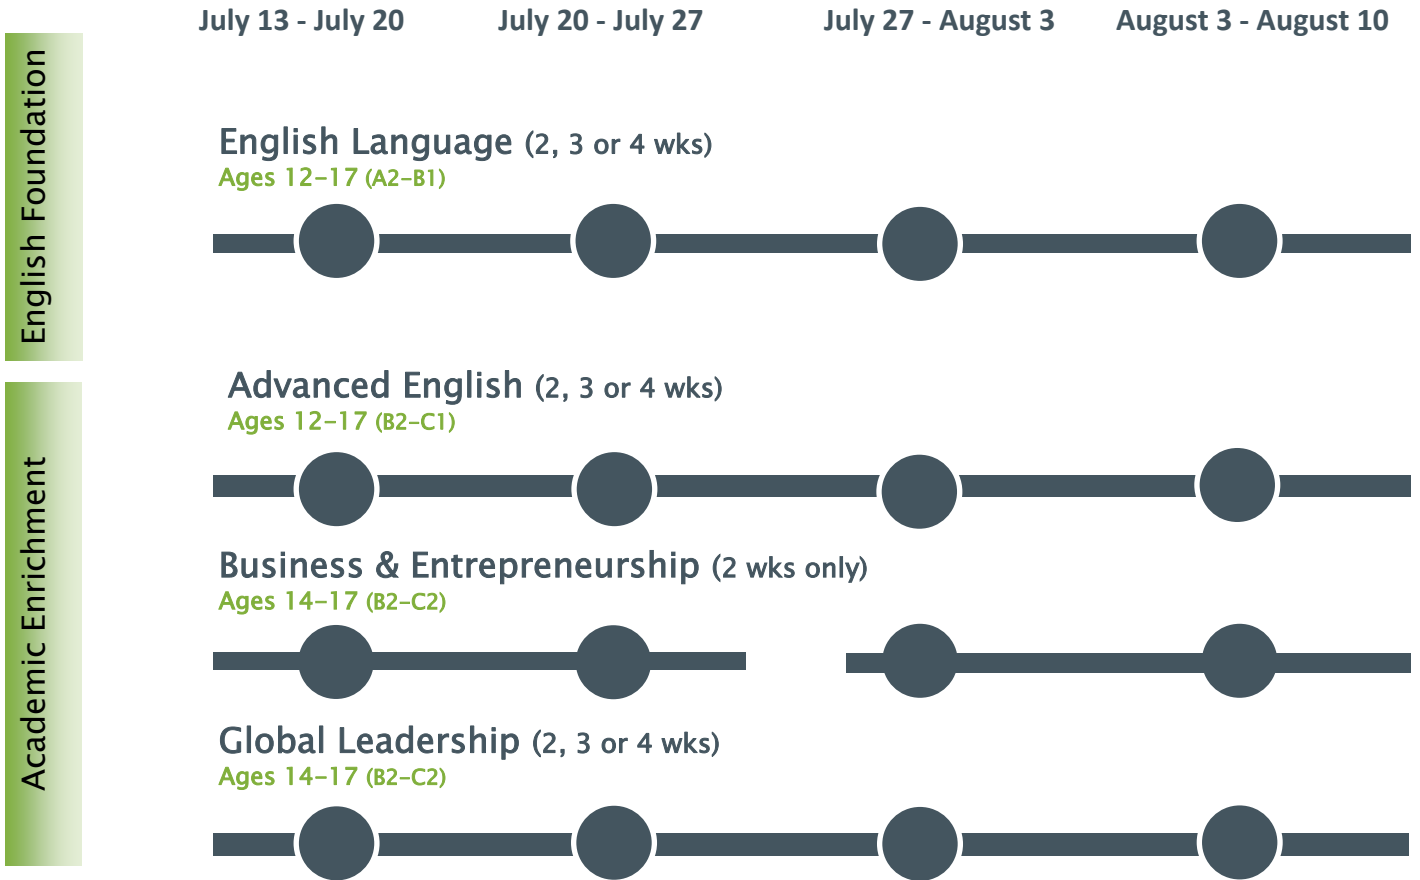 July 13 - July 20
July 20 - July 27
July 27 - August 3
August 3 - August 10
English Foundation
English Language (2, 3 or 4 wks)
Ages 12–17 (A2–B1)
Academic Enrichment
Advanced English (2, 3 or 4 wks)
Ages 12–17 (B2–C1)
Business & Entrepreneurship (2 wks only)
Ages 14–17 (B2–C2)
Global Leadership (2, 3 or 4 wks)
Ages 14–17 (B2–C2)